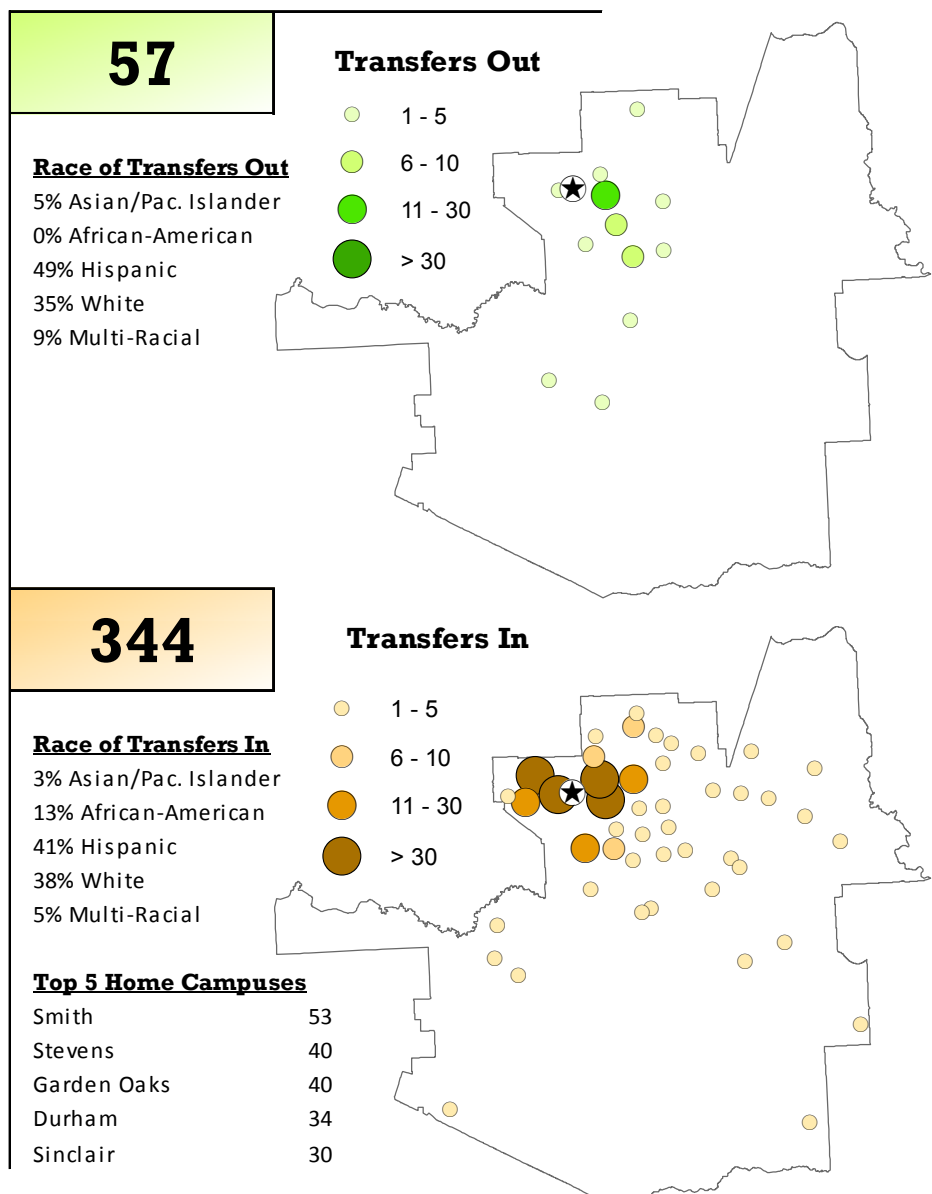 57
Transfers Out
1 - 5
6 - 10
11 - 30
> 30
Race of Transfers Out
5% Asian/Pac. Islander
0% African-American
49% Hispanic
35% White
9% Multi-Racial
344
Transfers In
1 - 5
6 - 10
11 - 30
> 30
Race of Transfers In
3% Asian/Pac. Islander
13% African-American
41% Hispanic
38% White
5% Multi-Racial
Top 5 Home Campuses
Smith 53
Stevens 40
Garden Oaks 40
Durham 34
Sinclair 30